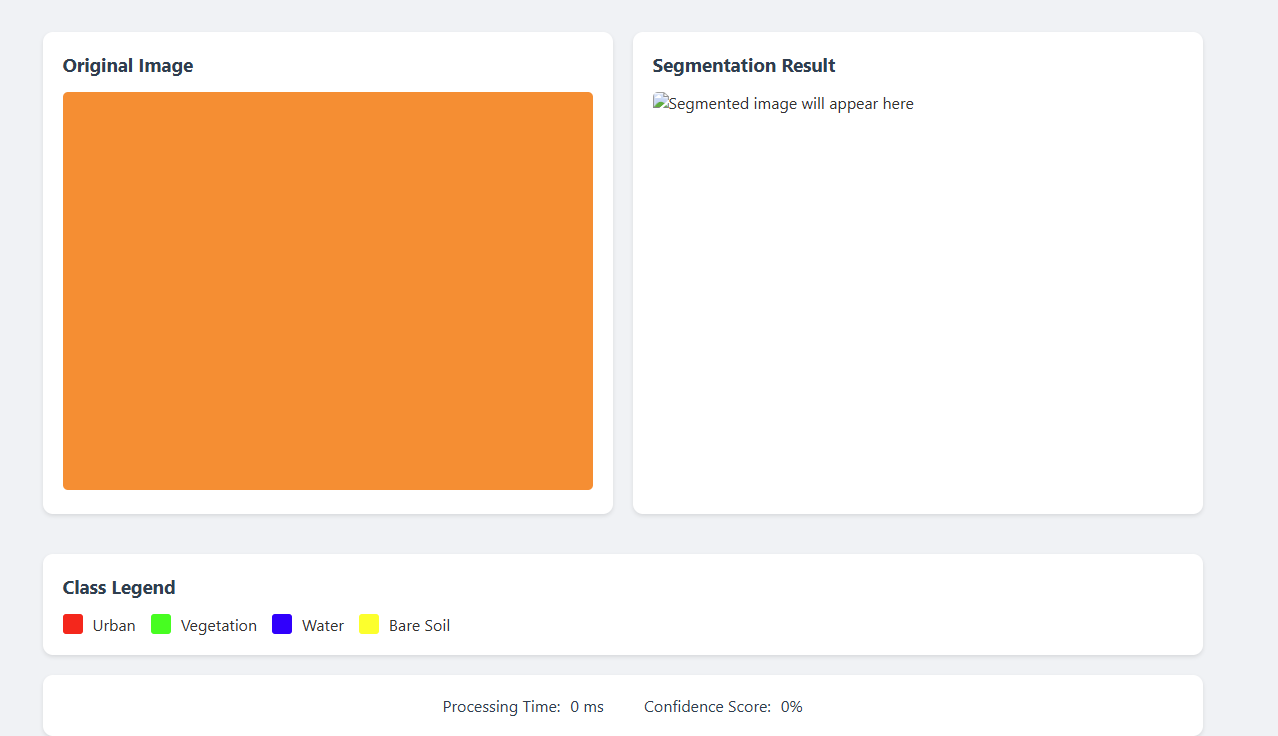 Original Image
Segmentation Result
Segmented image will appear here
Class Legend
Urban Vegetation Water Bare Soil
Processing Time: 0 ms Confidence Score: 0%